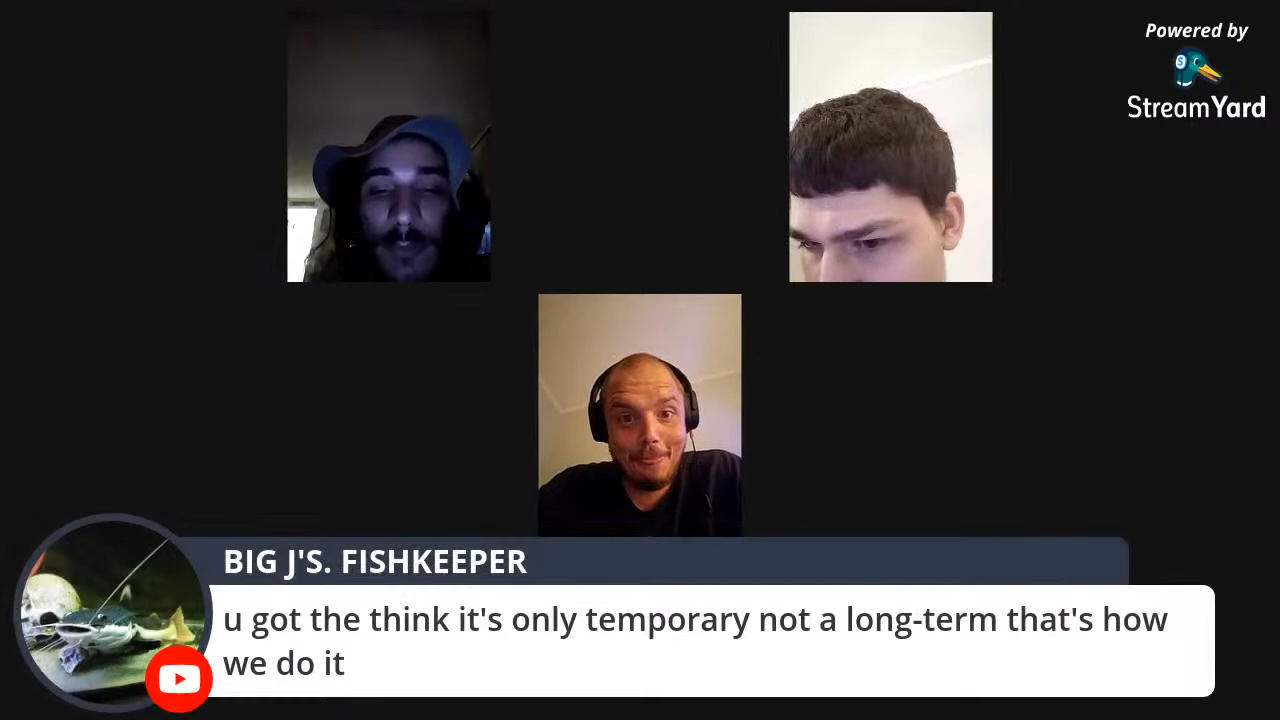 Powered by
StreamYard
BIG J'S. FISHKEEPER
u got the think it's only temporary not a long-term that's how
we do it